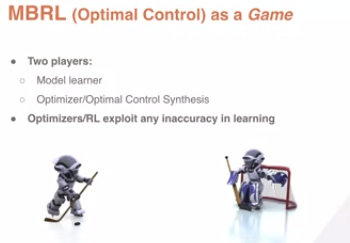 MBRL (Optimal Control) as a Game
● Two players:
○ Model learner
○ Optimizer/Optimal Control Synthesis
● Optimizers/RL exploit any inaccuracy in learning